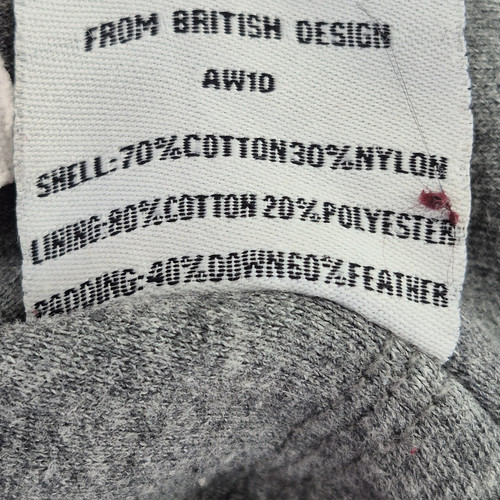 FROM BRITISH DESIGN
AW10
SHELL:70%COTTON30%NYLON
LINING:80%COTTON 20%POLYESTER
PADDING:40%DOWN60%FEATHER